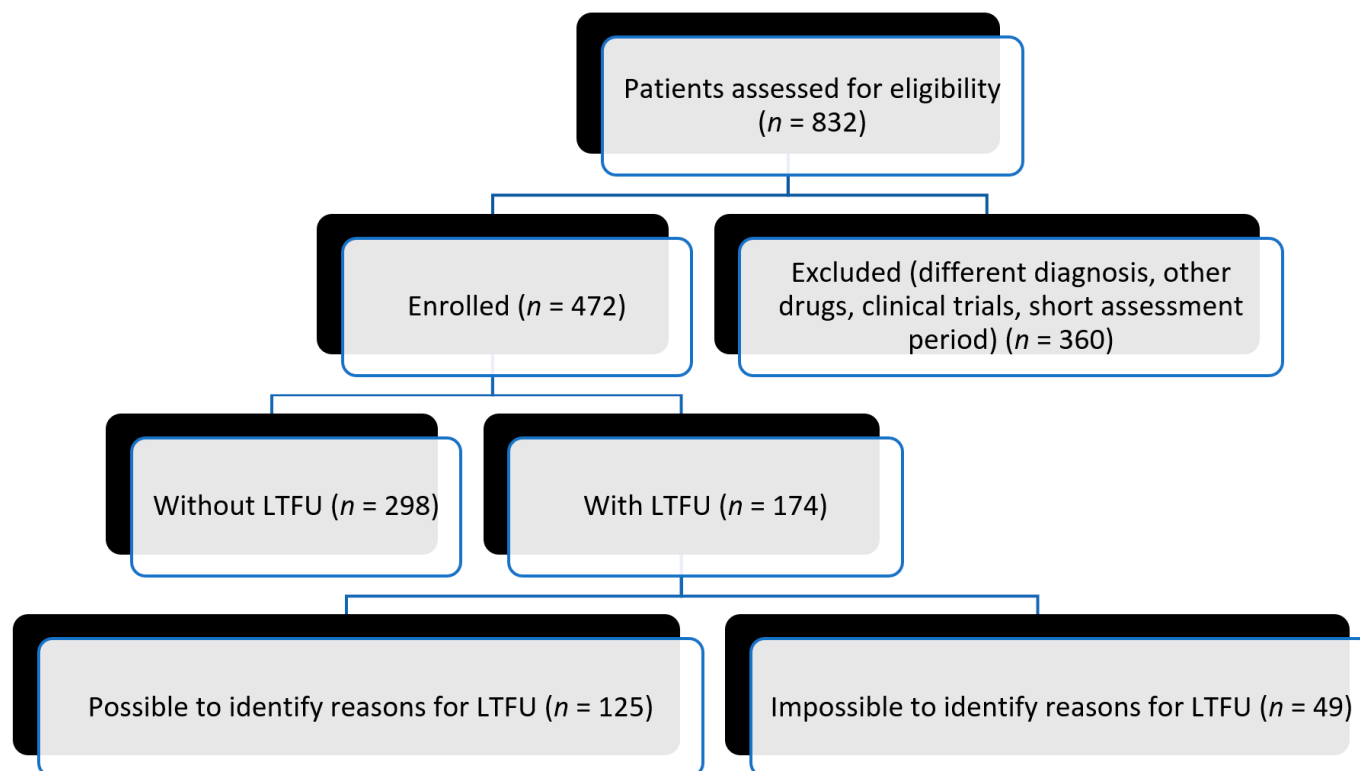 Patients assessed for eligibility
(n = 832)
Enrolled (n = 472)
Excluded (different diagnosis, other
drugs, clinical trials, short assessment
period) (n = 360)
Without LTFU (n = 298)
With LTFU (n = 174)
Possible to identify reasons for LTFU (n = 125)
Impossible to identify reasons for LTFU (n = 49)